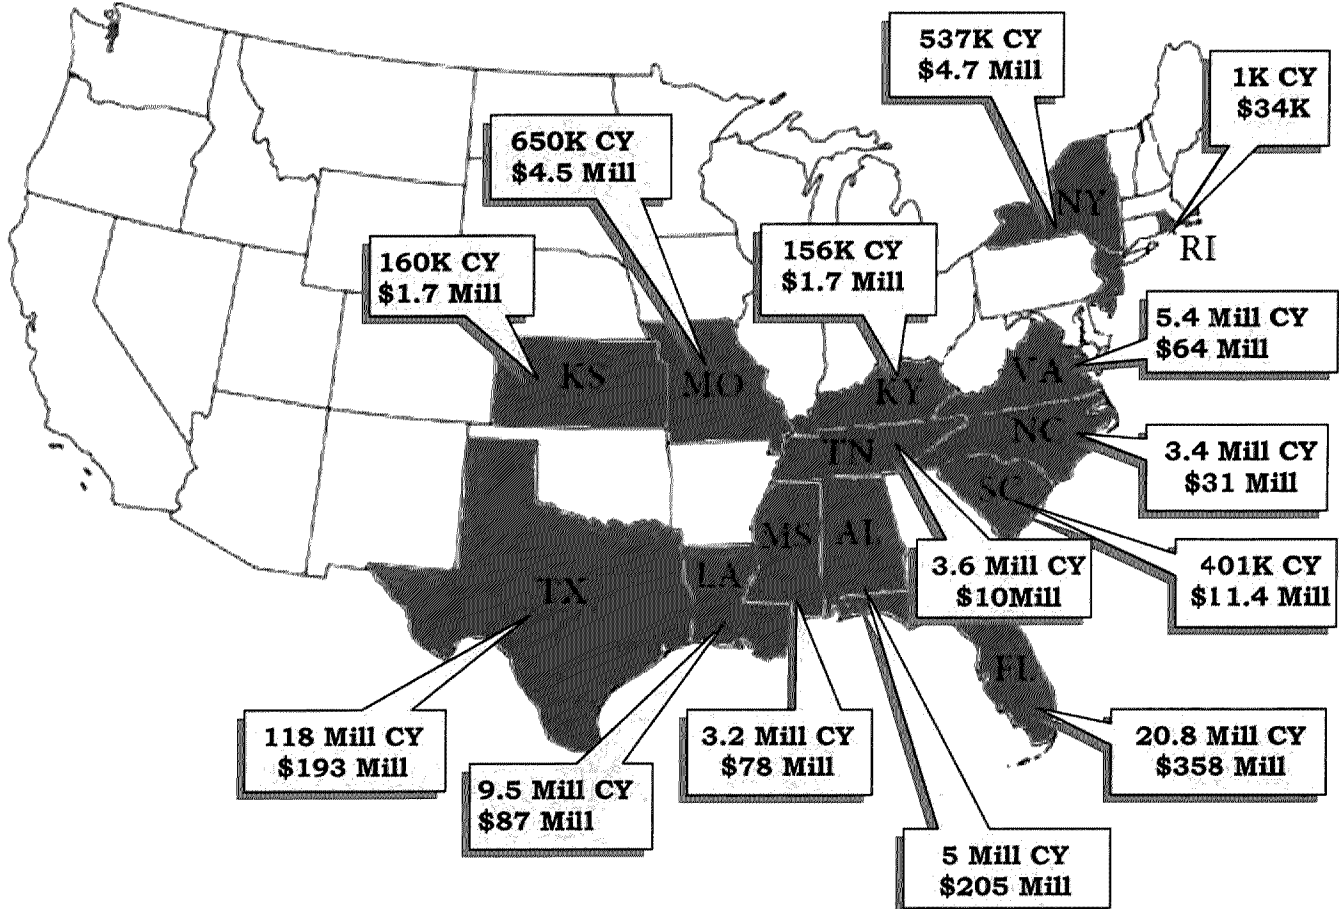 537K CY
$4.7 Mill
1K CY
$34K
650K CY
$4.5 Mill
NY
156K CY
$1.7 Mill
RI
160K CY
$1.7 Mill
5.4 Mill CY
$64 Mill
KS
MO
KY
VA
TN
NC
3.4 Mill CY
$31 Mill
SC
MS
AL
LA
TX
3.6 Mill CY
$10Mill
401K CY
$11.4 Mill
FL
118 Mill CY
$193 Mill
3.2 Mill CY
$78 Mill
20.8 Mill CY
$358 Mill
9.5 Mill CY
$87 Mill
5 Mill CY
$205 Mill